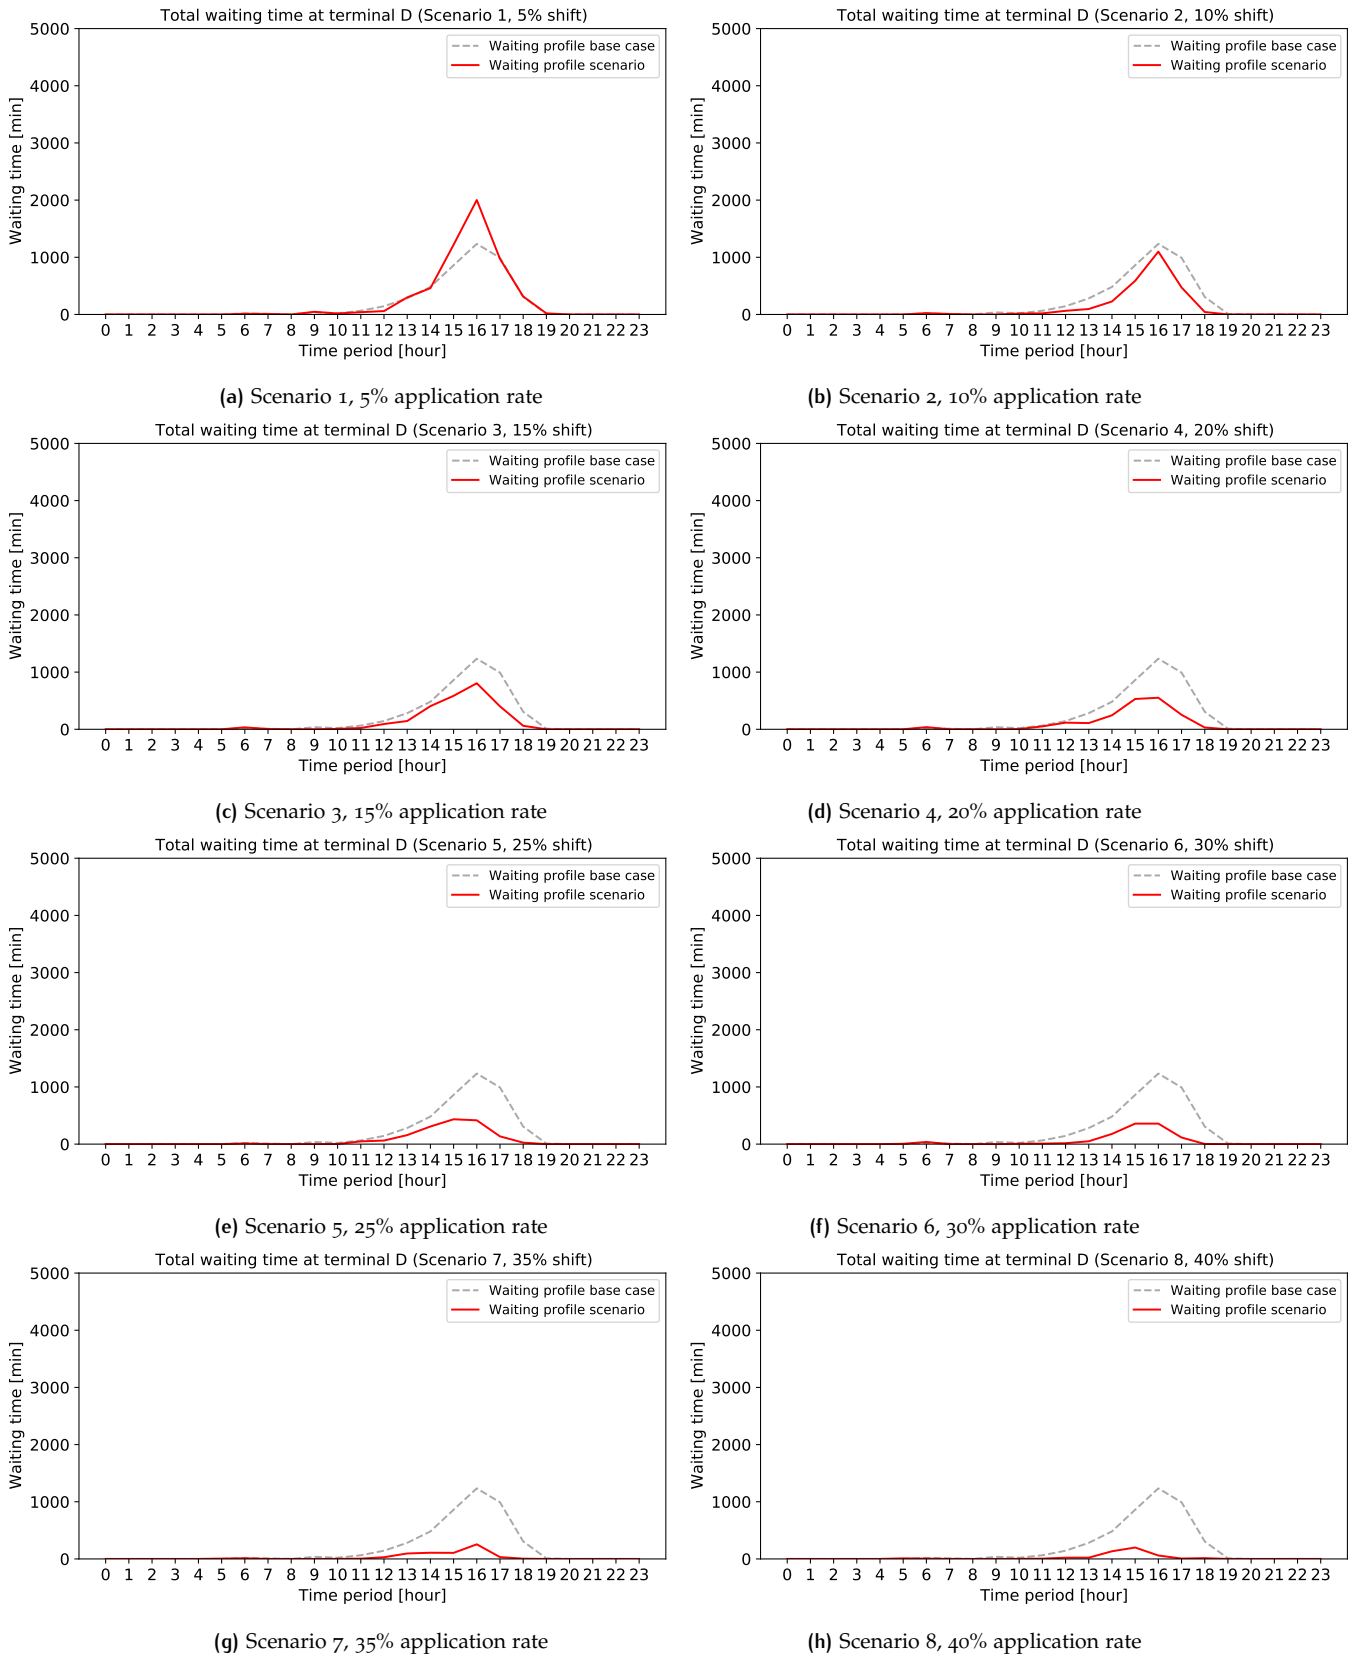 Total waiting time at terminal D (Scenario 1, 5% shift)
5000
4000
3000
2000
1000
0
Waiting time [min]
Waiting profile base case
Waiting profile scenario
0 1 2 3 4 5 6 7 8 9 10 11 12 13 14 15 16 17 18 19 20 21 22 23
Time period [hour]
(a) Scenario 1, 5% application rate
Total waiting time at terminal D (Scenario 2, 10% shift)
5000
4000
3000
2000
1000
0
Waiting time [min]
Waiting profile base case
Waiting profile scenario
0 1 2 3 4 5 6 7 8 9 10 11 12 13 14 15 16 17 18 19 20 21 22 23
Time period [hour]
(b) Scenario 2, 10% application rate
Total waiting time at terminal D (Scenario 3, 15% shift)
5000
4000
3000
2000
1000
0
Waiting time [min]
Waiting profile base case
Waiting profile scenario
0 1 2 3 4 5 6 7 8 9 10 11 12 13 14 15 16 17 18 19 20 21 22 23
Time period [hour]
(c) Scenario 3, 15% application rate
Total waiting time at terminal D (Scenario 4, 20% shift)
5000
4000
3000
2000
1000
0
Waiting time [min]
Waiting profile base case
Waiting profile scenario
0 1 2 3 4 5 6 7 8 9 10 11 12 13 14 15 16 17 18 19 20 21 22 23
Time period [hour]
(d) Scenario 4, 20% application rate
Total waiting time at terminal D (Scenario 5, 25% shift)
5000
4000
3000
2000
1000
0
Waiting time [min]
Waiting profile base case
Waiting profile scenario
0 1 2 3 4 5 6 7 8 9 10 11 12 13 14 15 16 17 18 19 20 21 22 23
Time period [hour]
(e) Scenario 5, 25% application rate
Total waiting time at terminal D (Scenario 6, 30% shift)
5000
4000
3000
2000
1000
0
Waiting time [min]
Waiting profile base case
Waiting profile scenario
0 1 2 3 4 5 6 7 8 9 10 11 12 13 14 15 16 17 18 19 20 21 22 23
Time period [hour]
(f) Scenario 6, 30% application rate
Total waiting time at terminal D (Scenario 7, 35% shift)
5000
4000
3000
2000
1000
0
Waiting time [min]
Waiting profile base case
Waiting profile scenario
0 1 2 3 4 5 6 7 8 9 10 11 12 13 14 15 16 17 18 19 20 21 22 23
Time period [hour]
(g) Scenario 7, 35% application rate
Total waiting time at terminal D (Scenario 8, 40% shift)
5000
4000
3000
2000
1000
0
Waiting time [min]
Waiting profile base case
Waiting profile scenario
0 1 2 3 4 5 6 7 8 9 10 11 12 13 14 15 16 17 18 19 20 21 22 23
Time period [hour]
(h) Scenario 8, 40% application rate